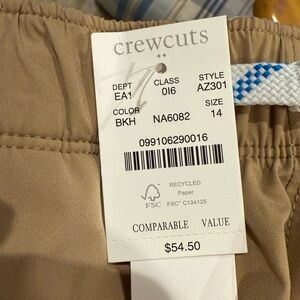 crewcuts
DEPT CLASS STYLE
EA1 0I6 AZ301
COLOR SIZE
BKH NA6082 14
099106290016
RECYCLED
Paper
FSC FSC® C134125
COMPARABLE VALUE
$54.50